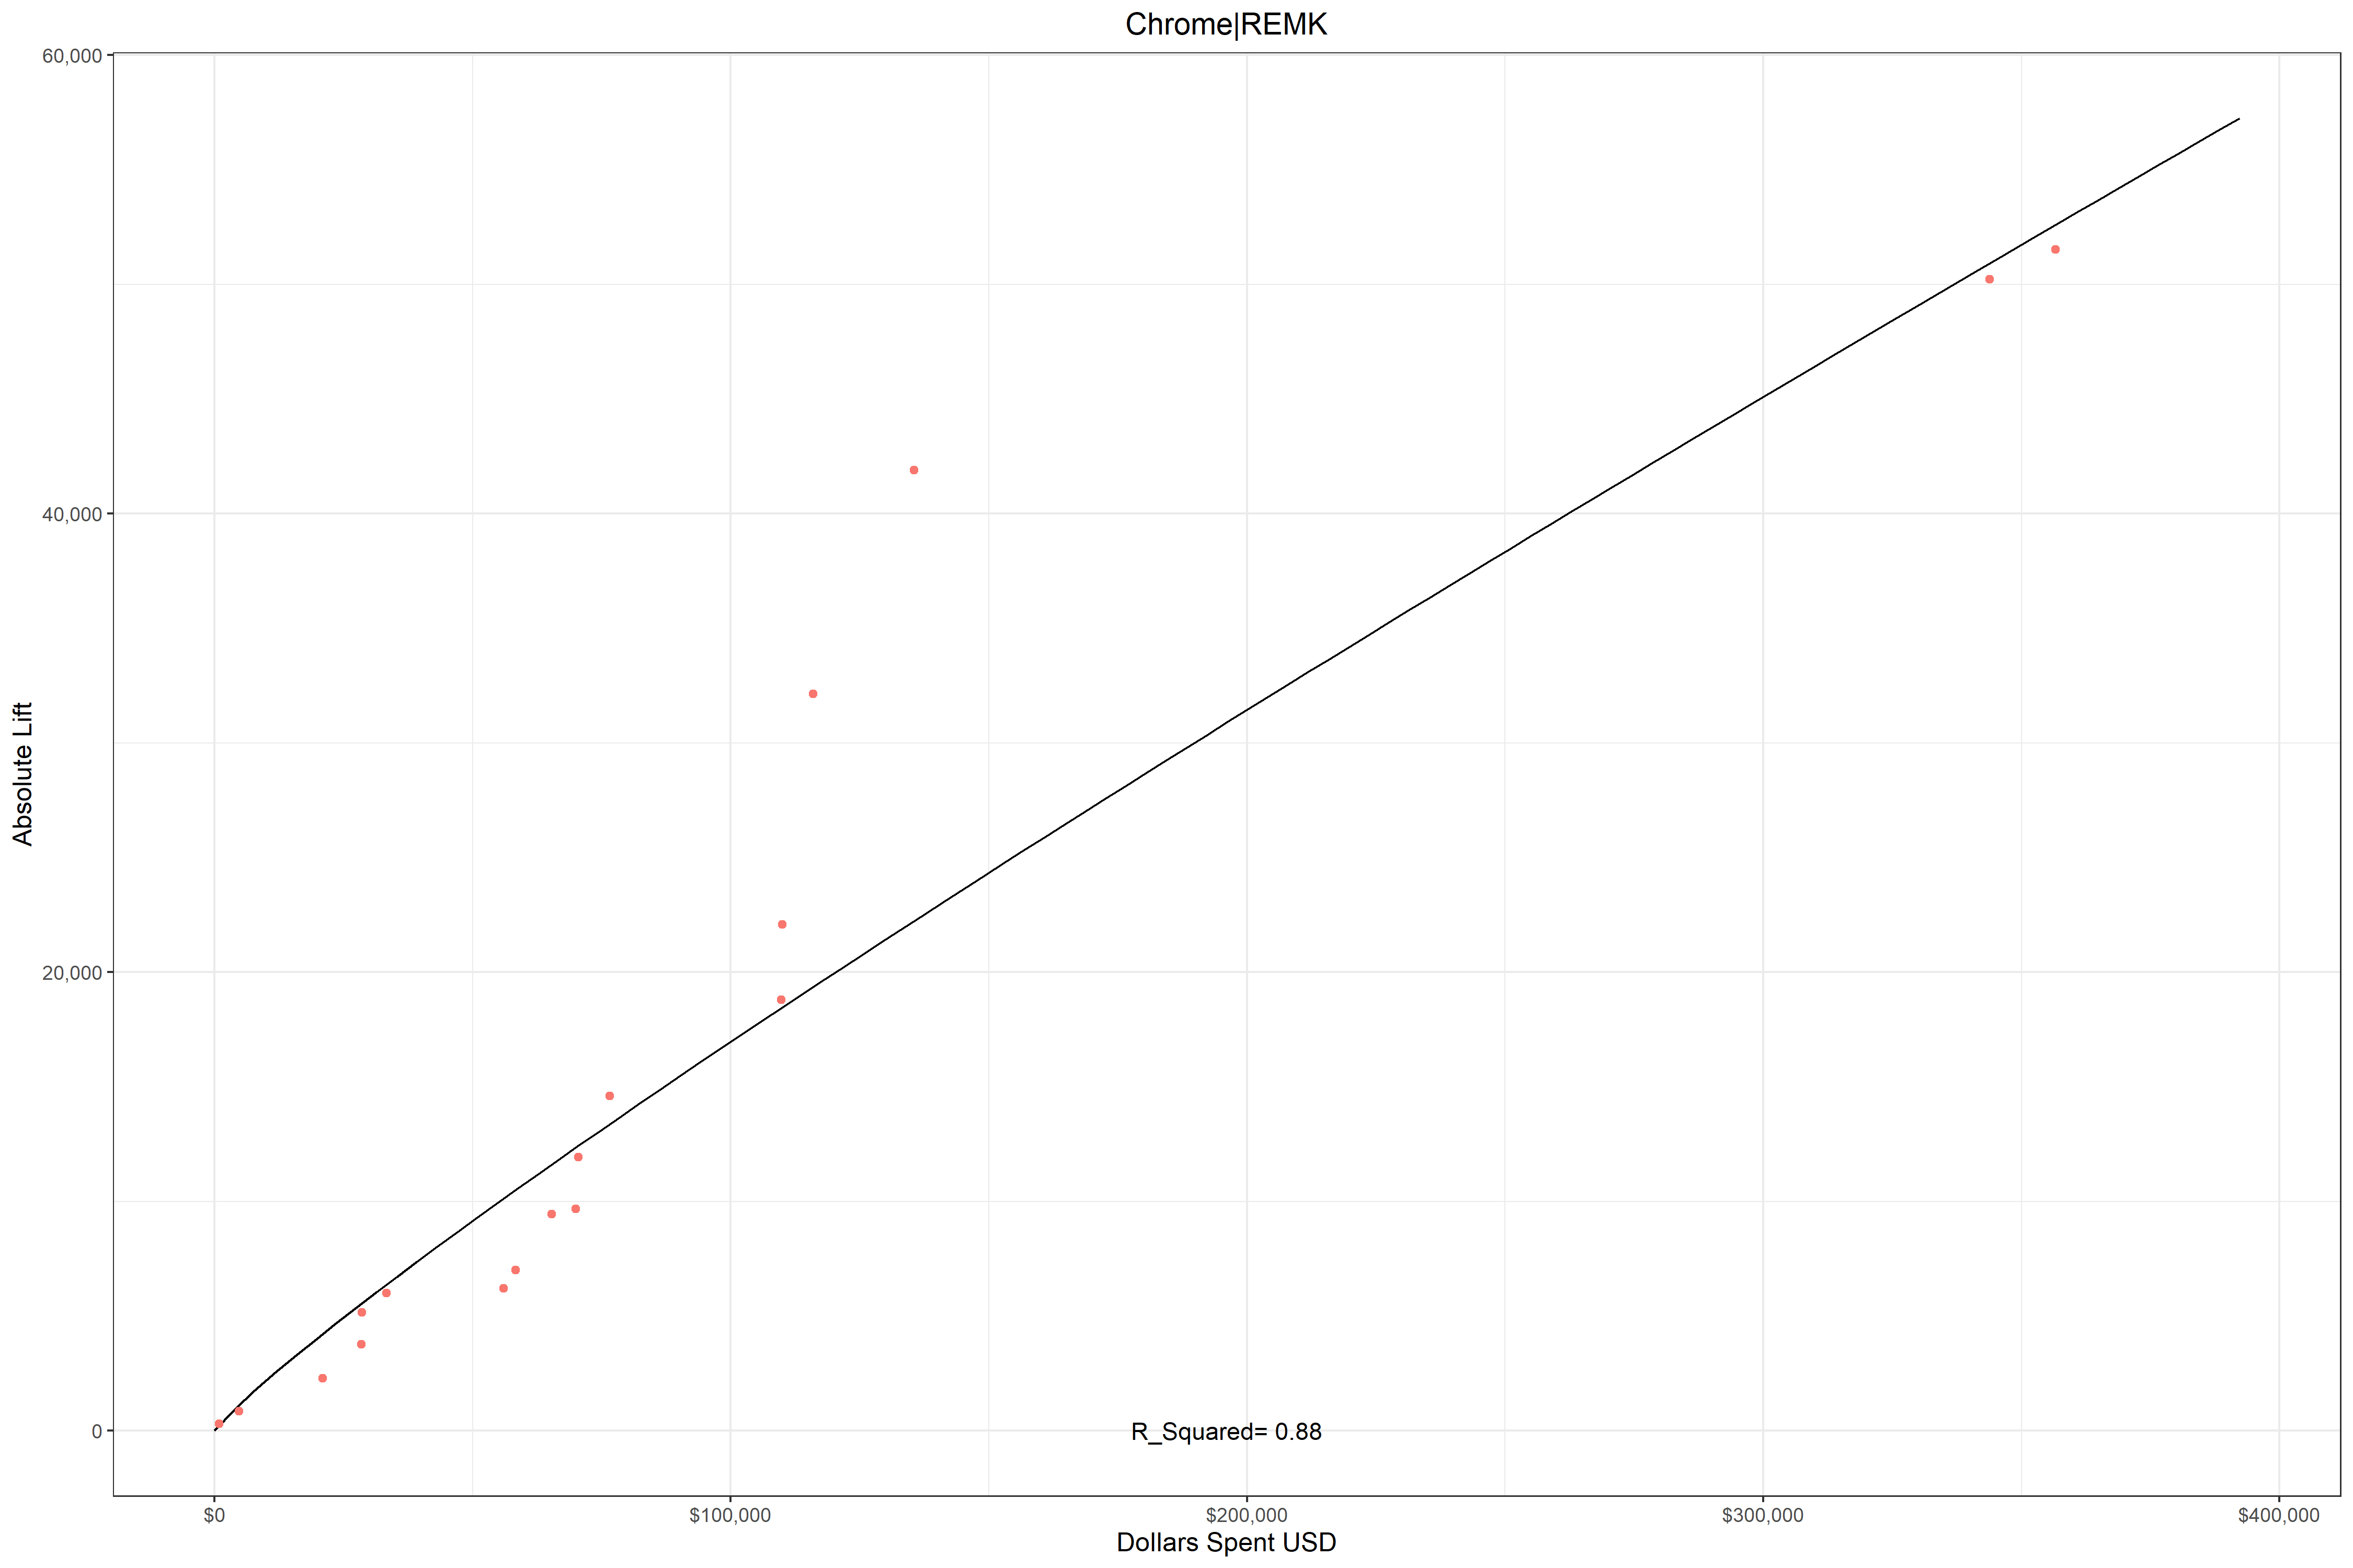 Chrome|REMK
60,000
40,000
20,000
0
Absolute Lift
R_Squared= 0.88
$0
$100,000
$200,000
$300,000
$400,000
Dollars Spent USD